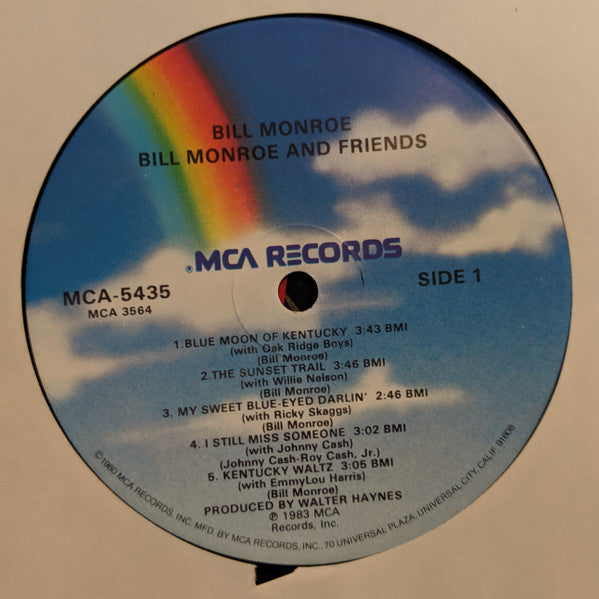 BILL MONROE
BILL MONROE AND FRIENDS
®MCA RECORDS
MCA-5435
MCA 3564
SIDE 1
1.BLUE MOON OF KENTUCKY 3:43 BMI
(with Oak Ridge Boys)
(Bill Monroe)
2.THE SUNSET TRAIL 3:46 BMI
(with Willie Nelson)
(Bill Monroe)
3. MY SWEET BLUE-EYED DARLIN' 2:46 BMI
(with Ricky Skaggs)
(Bill Monroe)
4. I STILL MISS SOMEONE 3:02 BMI
(with Johnny Cash)
(Johnny Cash-Roy Cash, Jr.)
5. KENTUCKY WALTZ 3:05 BMI
(with EmmyLou Harris)
(Bill Monroe)
PRODUCED BY WALTER HAYNES
℗ 1983 MCA
Records, Inc.
©1980 MCA RECORDS, INC. MFD. BY MCA RECORDS, INC., 70 UNIVERSAL PLAZA, UNIVERSAL CITY, CALIF. 91608